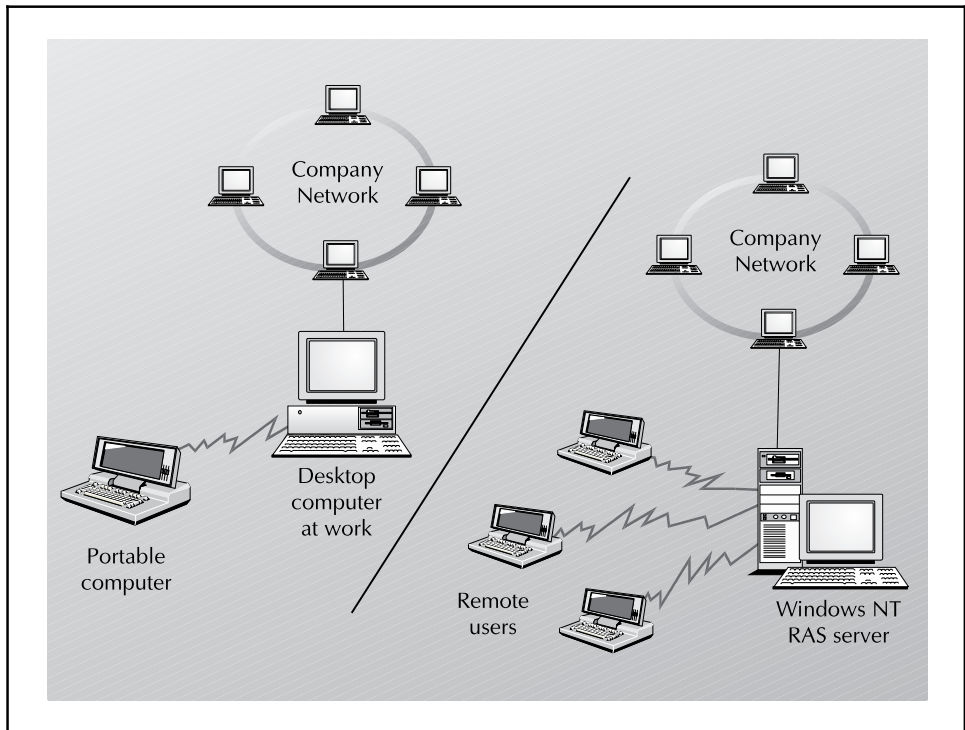 Company
Network
Desktop
computer
at work
Portable
computer
Company
Network
Remote
users
Windows NT
RAS server